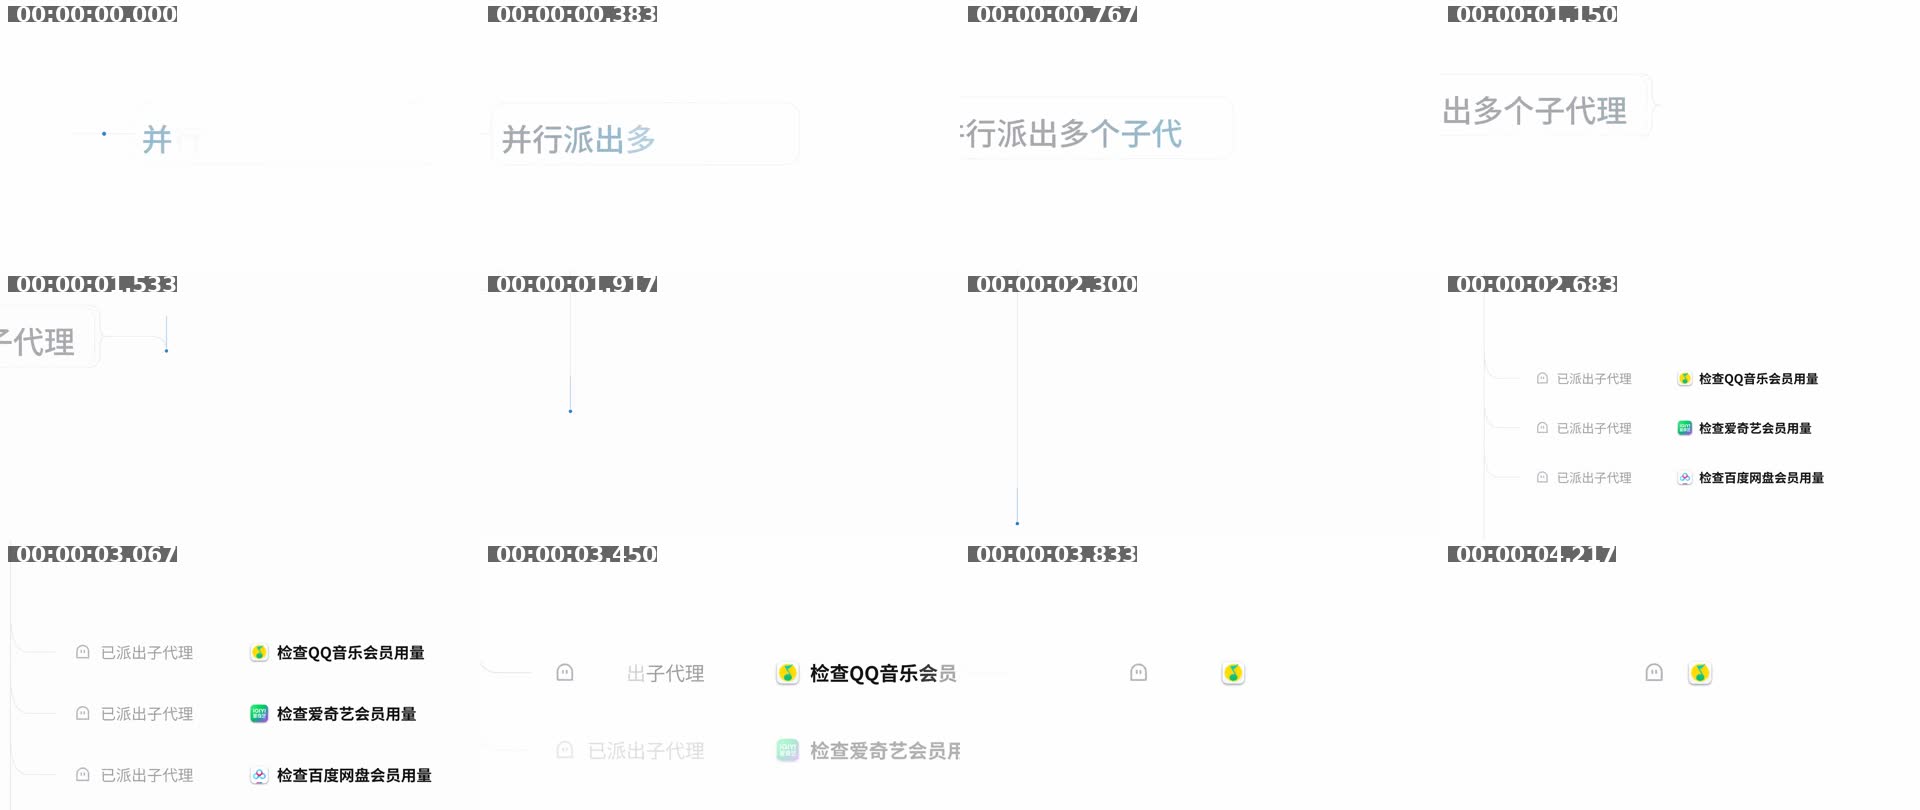 00:00:00.000
并
00:00:00.383
并行派出多
00:00:00.767
行派出多个子代
00:00:01.150
出多个子代理
00:00:01.533
子代理
00:00:01.917
00:00:02.300
00:00:02.683
已派出子代理 检查QQ音乐会员用量
已派出子代理 检查爱奇艺会员用量
已派出子代理 检查百度网盘会员用量
00:00:03.067
已派出子代理 检查QQ音乐会员用量
已派出子代理 检查爱奇艺会员用量
已派出子代理 检查百度网盘会员用量
00:00:03.450
出子代理 检查QQ音乐会员
已派出子代理 检查爱奇艺会员用
00:00:03.833
00:00:04.217